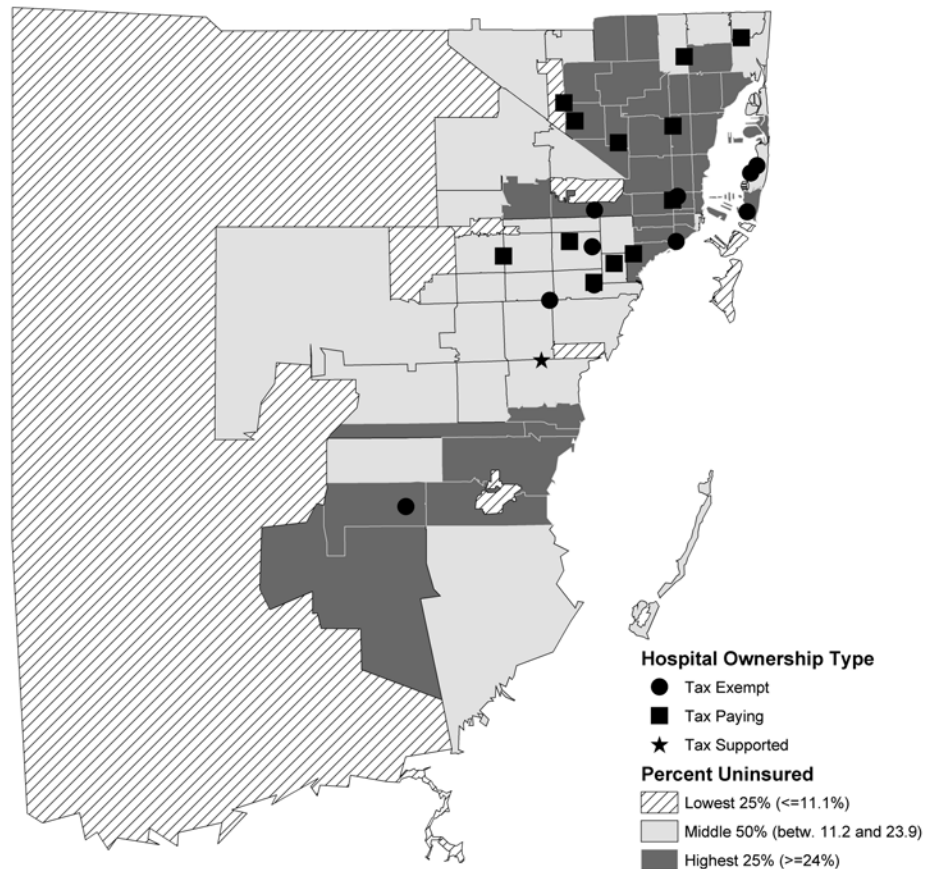 Hospital Ownership Type
Tax Exempt
Tax Paying
Tax Supported
Percent Uninsured
Lowest 25% (<=11.1%)
Middle 50% (betw. 11.2 and 23.9)
Highest 25% (>=24%)